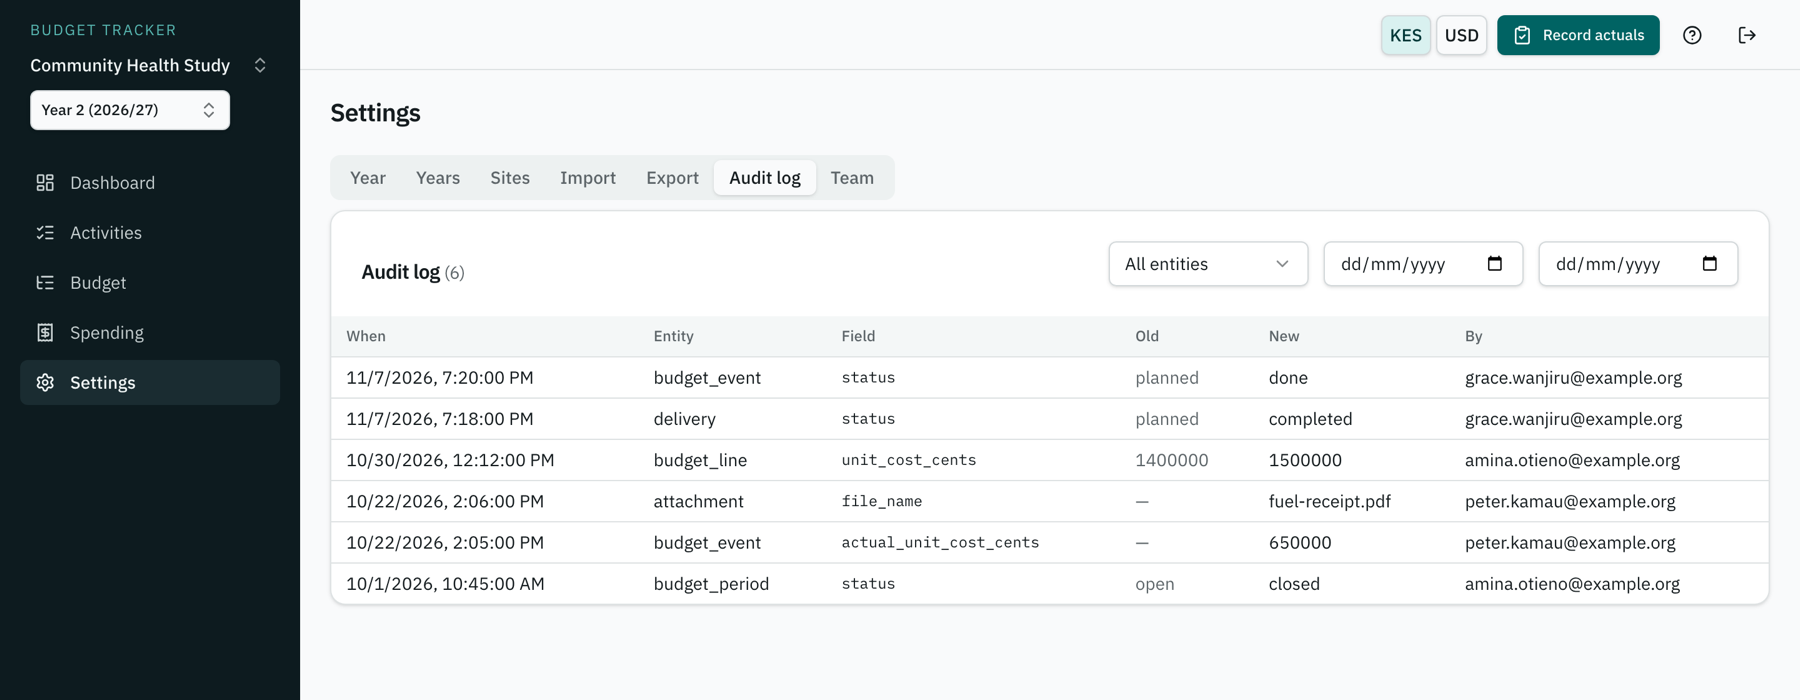 BUDGET TRACKER
Community Health Study
Year 2 (2026/27)
Dashboard
Activities
Budget
Spending
Settings
KES USD Record actuals
Settings
Year Years Sites Import Export Audit log Team
Audit log (6) All entities dd/mm/yyyy dd/mm/yyyy
When Entity Field Old New By
11/7/2026, 7:20:00 PM budget_event status planned done grace.wanjiru@example.org
11/7/2026, 7:18:00 PM delivery status planned completed grace.wanjiru@example.org
10/30/2026, 12:12:00 PM budget_line unit_cost_cents 1400000 1500000 amina.otieno@example.org
10/22/2026, 2:06:00 PM attachment file_name — fuel-receipt.pdf peter.kamau@example.org
10/22/2026, 2:05:00 PM budget_event actual_unit_cost_cents — 650000 peter.kamau@example.org
10/1/2026, 10:45:00 AM budget_period status open closed amina.otieno@example.org